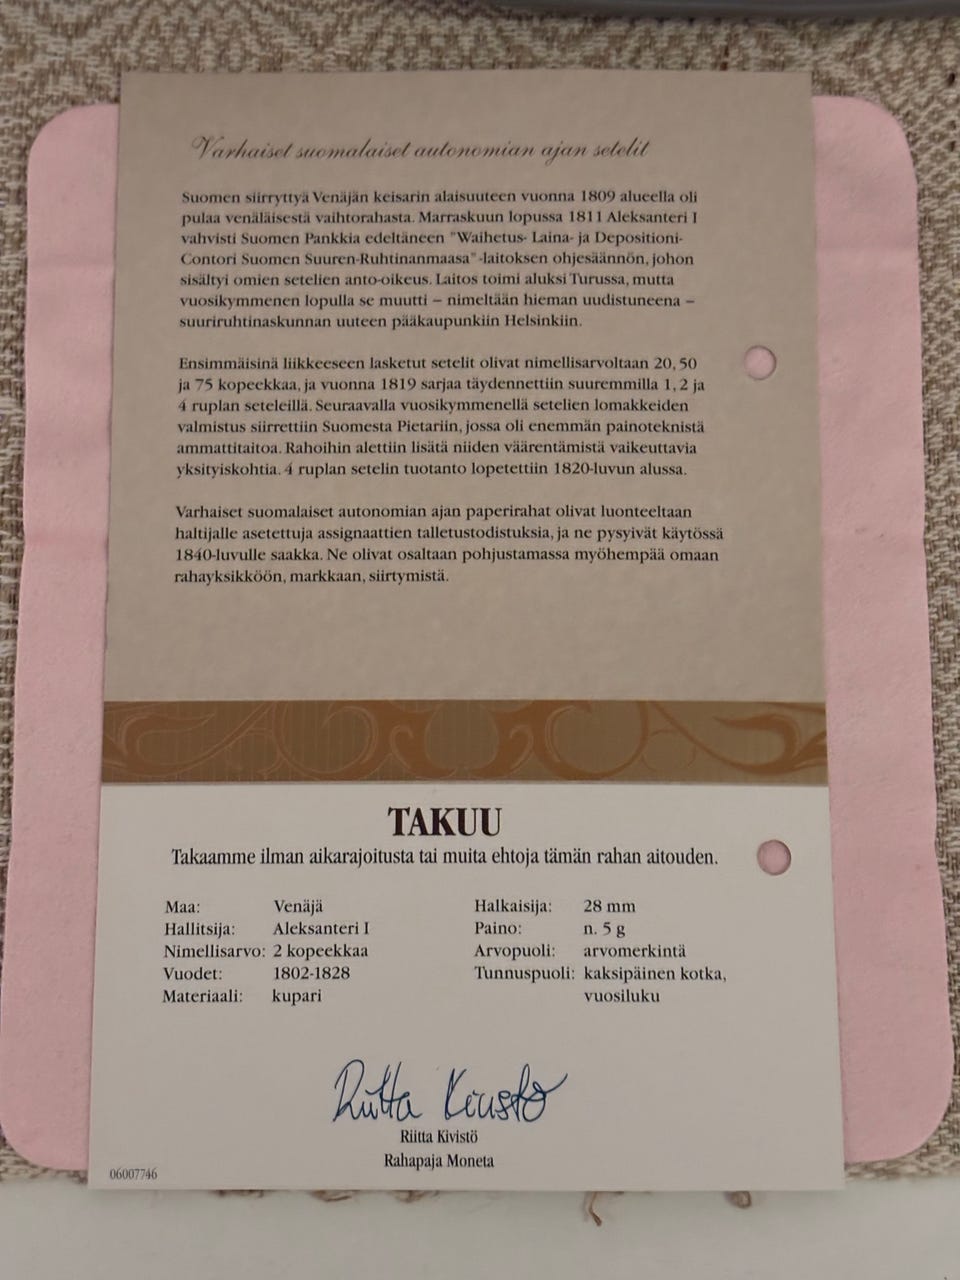 Varhaiset suomalaiset autonomian ajan setelit
Suomen siirryttyä Venäjän keisarin alaisuuteen vuonna 1809 alueella oli
pulaa venäläisestä vaihtorahasta. Marraskuun lopussa 1811 Aleksanteri I
vahvisti Suomen Pankkia edeltäneen "Waihetus- Laina- ja Depositioni-
Contori Suomen Suuren-Ruhtinanmaasa"-laitoksen ohjesäännön, johon
sisältyi omien setelien anto-oikeus. Laitos toimi aluksi Turussa, mutta
vuosikymmenen lopulla se muutti – nimeltään hieman uudistuneena –
suuriruhtinaskunnan uuteen pääkaupunkiin Helsinkiin.
Ensimmäisinä liikkeeseen lasketut setelit olivat nimellisarvoltaan 20, 50
ja 75 kopeekkaa, ja vuonna 1819 sarjaa täydennettiin suuremmilla 1, 2 ja
4 ruplan seteleillä. Seuraavalla vuosikymmenellä setelien lomakkeiden
valmistus siirrettiin Suomesta Pietariin, jossa oli enemmän painoteknistä
ammattitaitoa. Rahoihin alettiin lisätä niiden väärentämistä vaikeuttavia
yksityiskohtia. 4 ruplan setelin tuotanto lopetettiin 1820-luvun alussa.
Varhaiset suomalaiset autonomian ajan paperirahat olivat luonteeltaan
haltijalle asetettuja assignaattien talletustodistuksia, ja ne pysyivät käytössä
1840-luvulle saakka. Ne olivat osaltaan pohjustamassa myöhempää omaan
rahayksikköön, markkaan, siirtymistä.
TAKUU
Takaamme ilman aikarajoitusta tai muita ehtoja tämän rahan aitouden.
Maa: Venäjä
Hallitsija: Aleksanteri I
Nimellisarvo: 2 kopeekkaa
Vuodet: 1802-1828
Materiaali: kupari
Halkaisija: 28 mm
Paino: n. 5 g
Arvopuoli: arvomerkintä
Tunnuspuoli: kaksipäinen kotka,
vuosiluku
Riitta Kivistö
Riitta Kivistö
Rahapaja Moneta
06007746